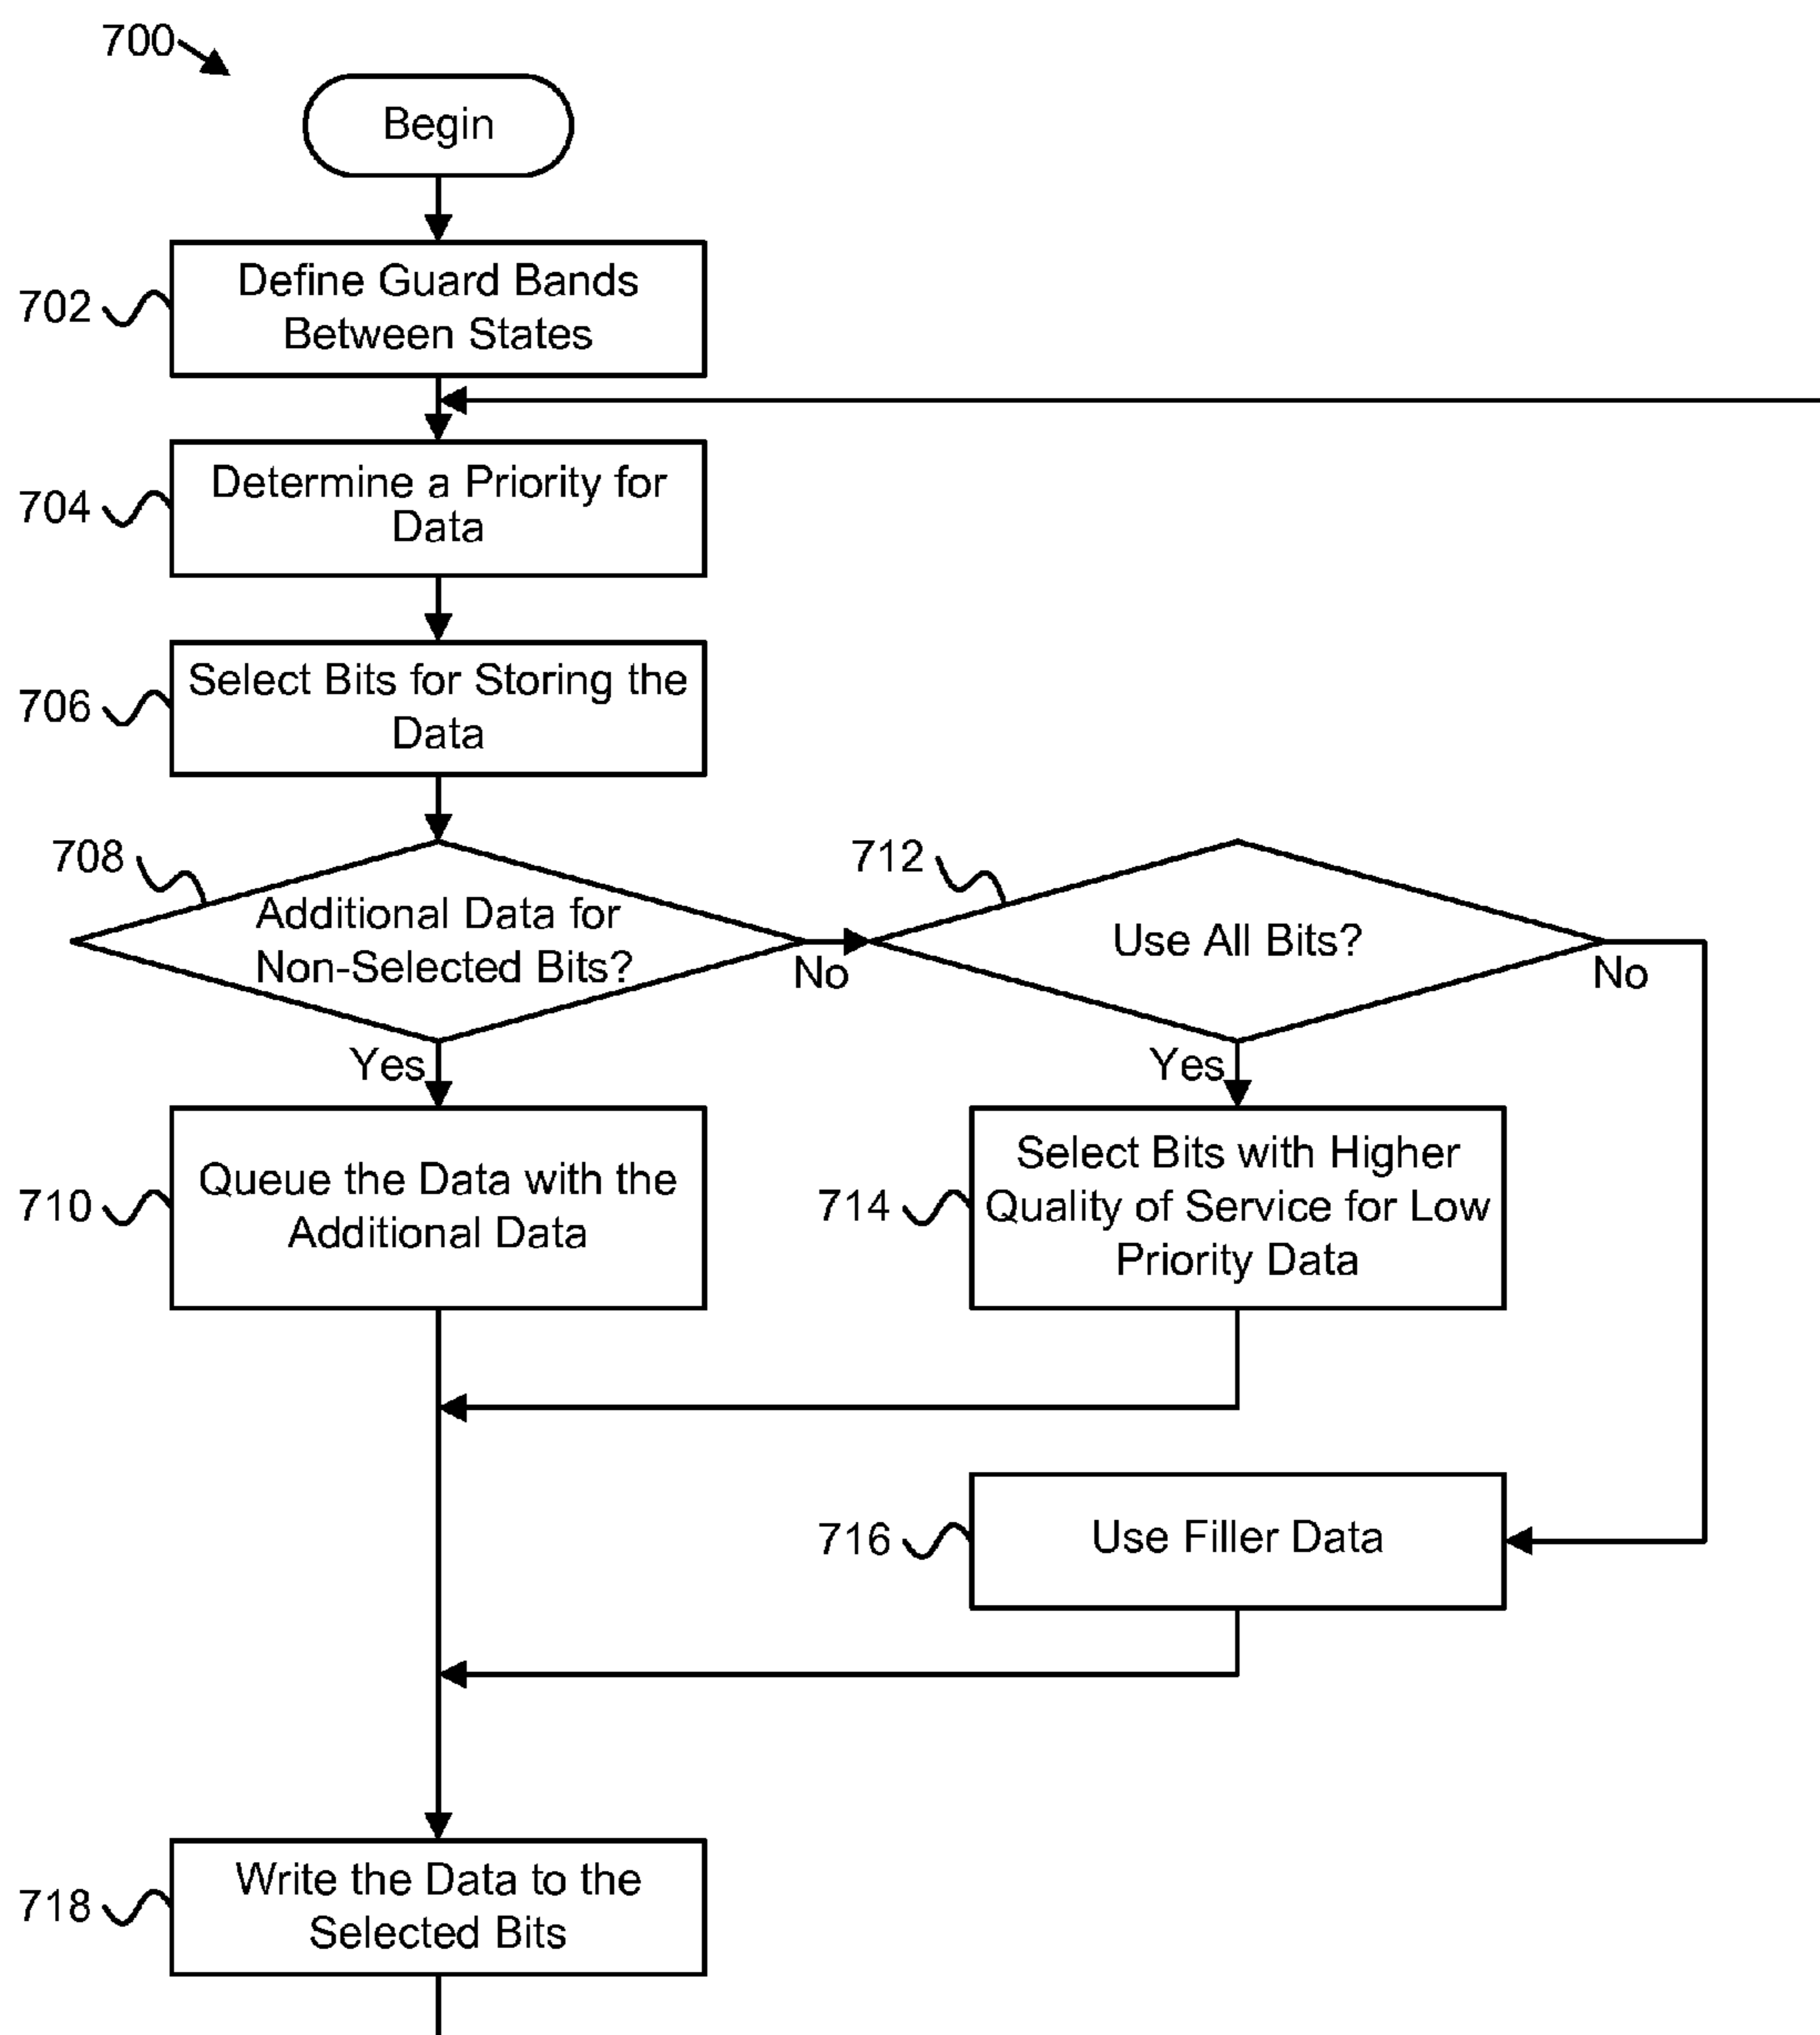 700
Begin
702
Define Guard Bands
Between States
704
Determine a Priority for
Data
706
Select Bits for Storing the
Data
708
Additional Data for
Non-Selected Bits?
No
Yes
712
Use All Bits?
No
Yes
710
Queue the Data with the
Additional Data
714
Select Bits with Higher
Quality of Service for Low
Priority Data
716
Use Filler Data
718
Write the Data to the
Selected Bits